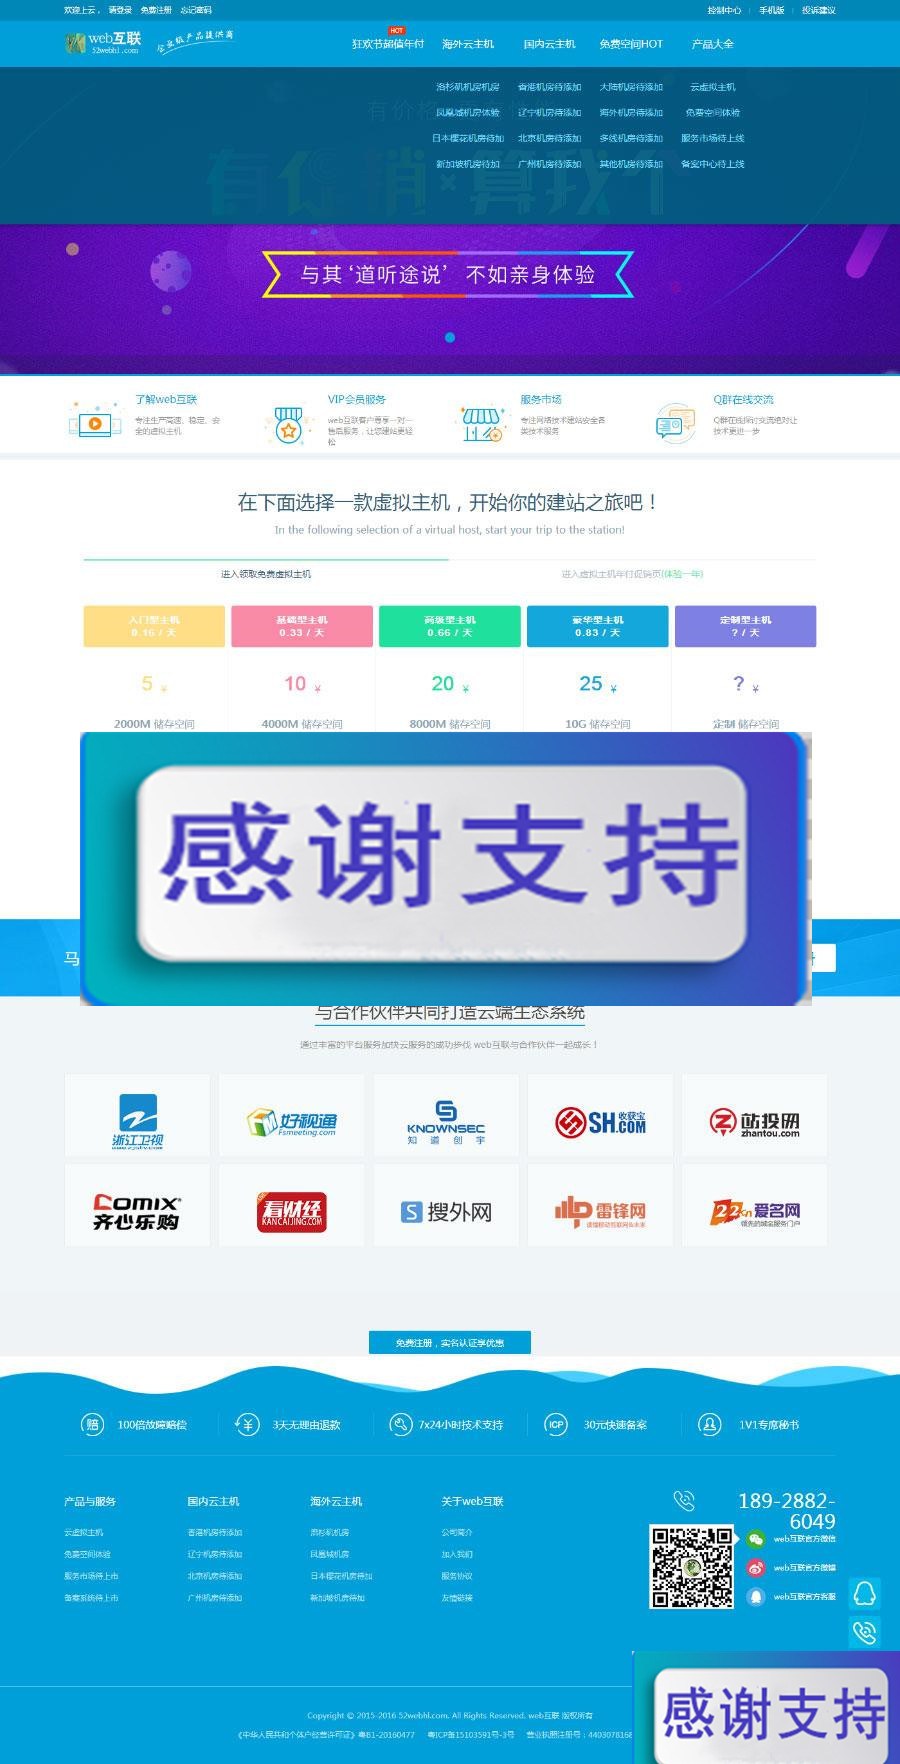 欢迎上云， 请登录 免费注册 忘记密码
控制中心 手机版 投诉建议
web互联
52webhl.com
企业级产品提供商
狂欢节超值年付 HOT 海外云主机 国内云主机 免费空间HOT 产品大全
洛杉矶机房机房 香港机房待添加 大陆机房待添加 云虚拟主机
凤凰城机房体验 辽宁机房待添加 海外机房待添加 免费空间体验
日本樱花机房待加 北京机房待添加 多线机房待添加 服务市场待上线
新加坡机房待加 广州机房待添加 其他机房待添加 备案中心待上线
与其‘道听途说’ 不如亲身体验
了解web互联
专注生产高速、稳定、安
全的虚拟主机
VIP会员服务
web互联客户尊享一对一
售后服务，让您建站更轻
松
服务市场
专注网络技术建站安全各
类技术服务
Q群在线交流
Q群在线探讨交流绝对让
技术更进一步
在下面选择一款虚拟主机，开始你的建站之旅吧！
In the following selection of a virtual host, start your trip to the station!
进入领取免费虚拟主机 进入虚拟主机年付促销页(体验一年)
入门型主机 基础型主机 高级型主机 豪华型主机 定制型主机
0.16 / 天 0.33 / 天 0.66 / 天 0.83 / 天 ? / 天
5 ¥ 10 ¥ 20 ¥ 25 ¥ ? ¥
2000M 储存空间 4000M 储存空间 8000M 储存空间 10G 储存空间 定制 储存空间
感谢支持
马
与合作伙伴共同打造云端生态系统
通过丰富的平台服务加快云服务的成功步伐 web互联与合作伙伴一起成长！
浙江卫视
好视通
Fsmeeting.com
KNOWNSEC
知道创宇
SH 收获宝 .COM
站投网
zhantou.com
COMIX
齐心乐购
看财经
KANCAIJING.COM
S 搜外网
雷锋网
读懂移动互联网&未来
22.cn 爱名网
领先的域名服务门户
免费注册，实名认证享优惠
赔 100倍故障赔偿 3天无理由退款 7x24小时技术支持 ICP 30元快速备案 1V1专席秘书
产品与服务 国内云主机 海外云主机 关于web互联
云虚拟主机 香港机房待添加 洛杉矶机房 公司简介
免费空间体验 辽宁机房待添加 凤凰城机房 加入我们
服务市场待上市 北京机房待添加 日本樱花机房待加 服务协议
备案系统待上市 广州机房待添加 新加坡机房待加 友情链接
189-2882-
6049
web互联官方微信
web互联官方微博
web互联官方客服
Copyright © 2015-2016 52webhl.com. All Rights Reserved. web互联 版权所有
《中华人民共和个体户经营许可证》粤B1-20160477 粤ICP备15103591号-3号 营业执照注册号：440307816
感谢支持